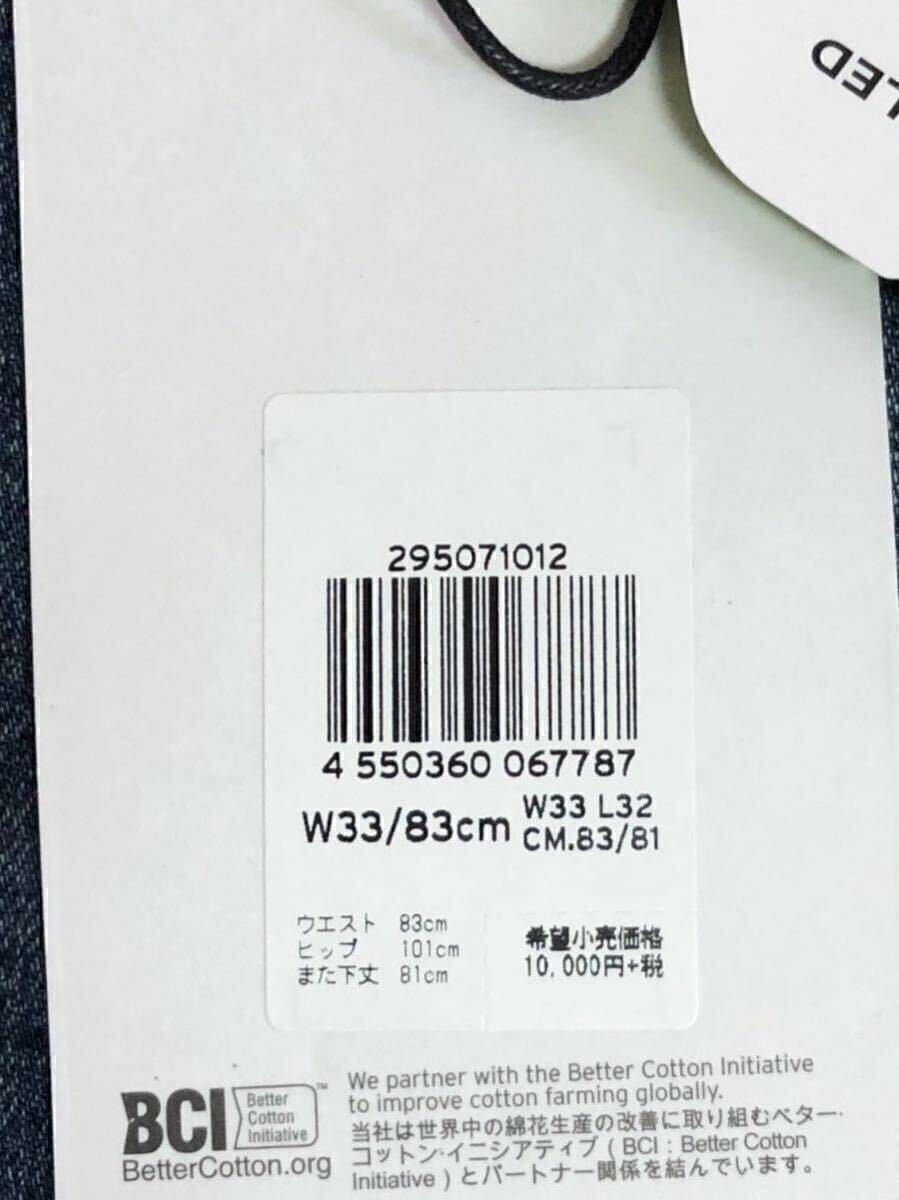 LED
295071012
4 550360 067787
W33/83cm
W33 L32
CM.83/81
ウエスト 83cm
ヒップ 101cm
また下丈 81cm
希望小売価格
10,000円+税
BCI
Better
Cotton
Initiative
TM
BetterCotton.org
We partner with the Better Cotton Initiative
to improve cotton farming globally.
当社は世界中の綿花生産の改善に取り組むベター・
コットン・イニシアティブ ( BCI : Better Cotton
Initiative ) とパートナー関係を結んでいます。